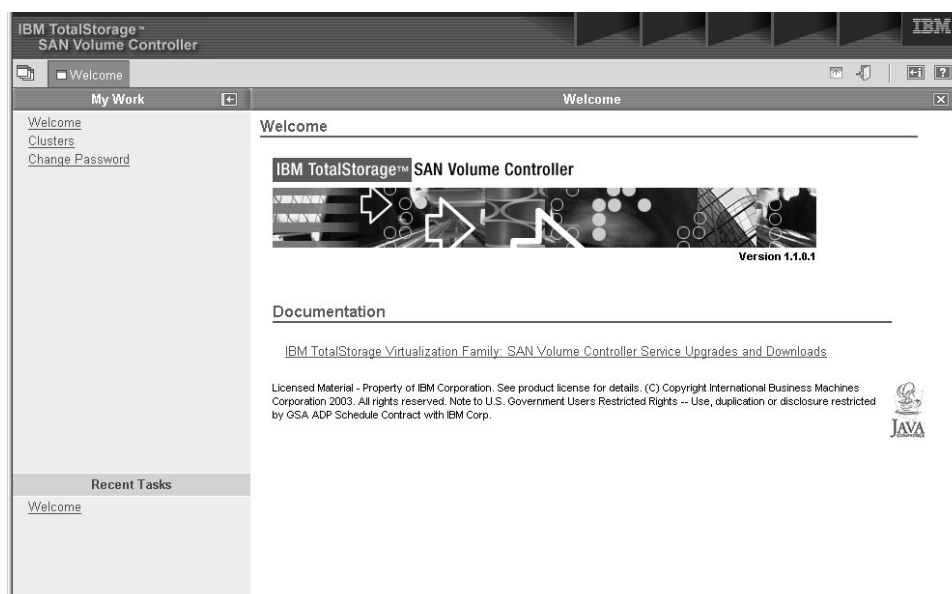 IBM TotalStorage™
SAN Volume Controller
IBM
Welcome
My Work
Welcome
Welcome
Clusters
Change Password
Welcome
IBM TotalStorage™ SAN Volume Controller
Version 1.1.0.1
Documentation
IBM TotalStorage Virtualization Family: SAN Volume Controller Service Upgrades and Downloads
Licensed Material - Property of IBM Corporation. See product license for details. (C) Copyright International Business Machines
Corporation 2003. All rights reserved. Note to U.S. Government Users Restricted Rights -- Use, duplication or disclosure restricted
by GSA ADP Schedule Contract with IBM Corp.
JAVA
COMPATIBLE
Recent Tasks
Welcome